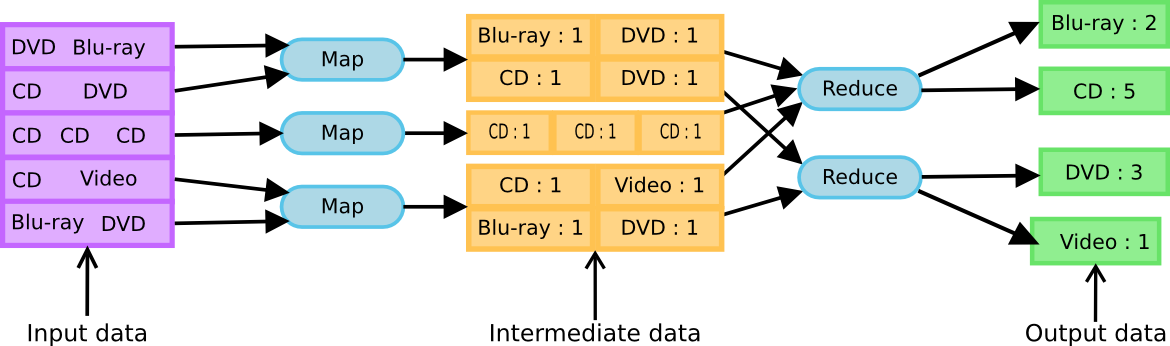 DVD Blu-ray
CD DVD
CD CD CD
CD Video
Blu-ray DVD
Input data
Map
Map
Map
Blu-ray : 1 DVD : 1
CD : 1 DVD : 1
CD : 1 CD : 1 CD : 1
CD : 1 Video : 1
Blu-ray : 1 DVD : 1
Intermediate data
Reduce
Reduce
Blu-ray : 2
CD : 5
DVD : 3
Video : 1
Output data